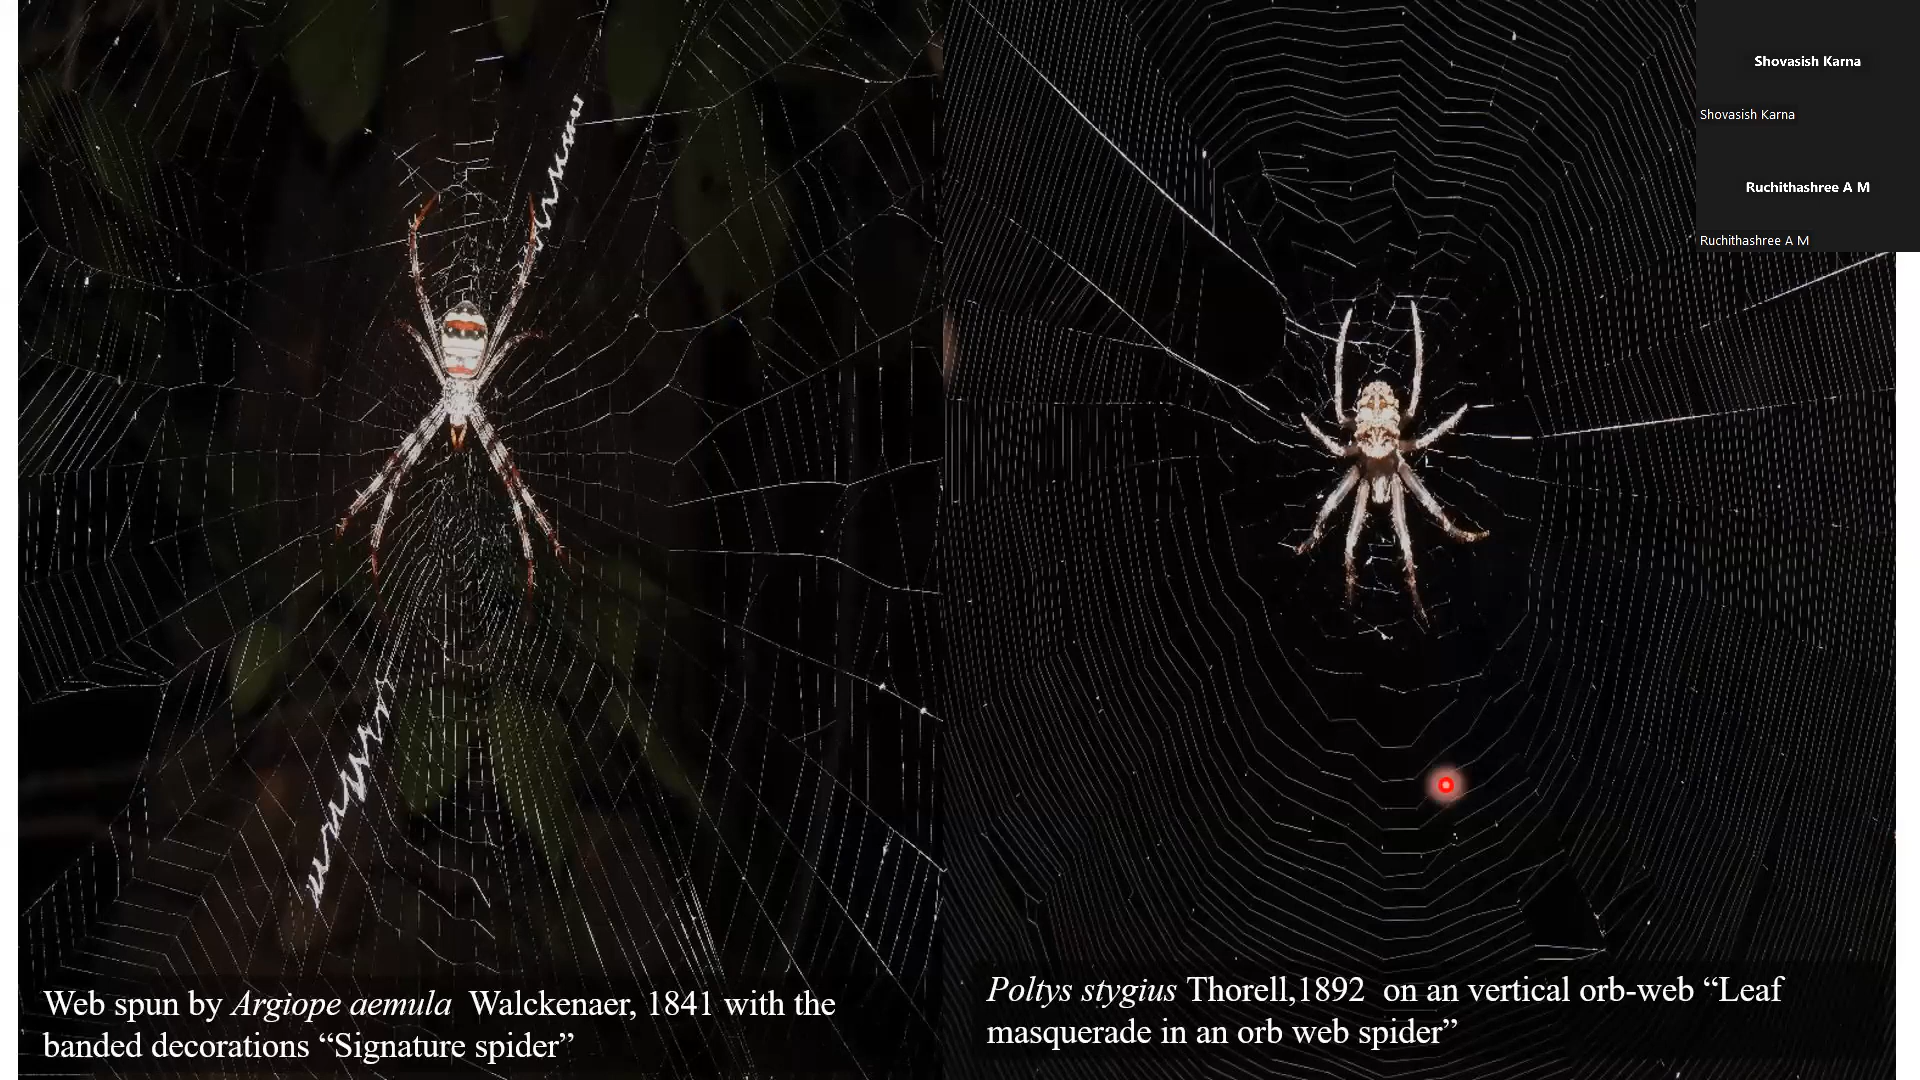 Shovasish Karna
Shovasish Karna
Ruchithashree A M
Ruchithashree A M
Web spun by Argiope aemula Walckenaer, 1841 with the
banded decorations “Signature spider”
Poltys stygius Thorell,1892 on an vertical orb-web “Leaf
masquerade in an orb web spider”